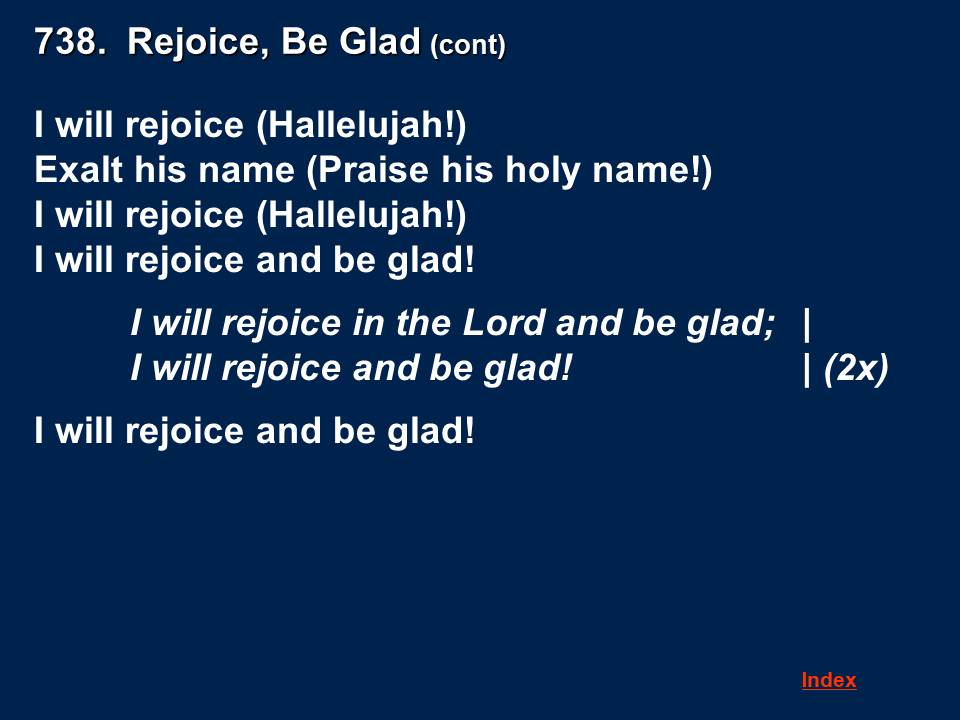 738. Rejoice, Be Glad (cont)
I will rejoice (Hallelujah!)
Exalt his name (Praise his holy name!)
I will rejoice (Hallelujah!)
I will rejoice and be glad!
I will rejoice in the Lord and be glad; |
I will rejoice and be glad! | (2x)
I will rejoice and be glad!
Index